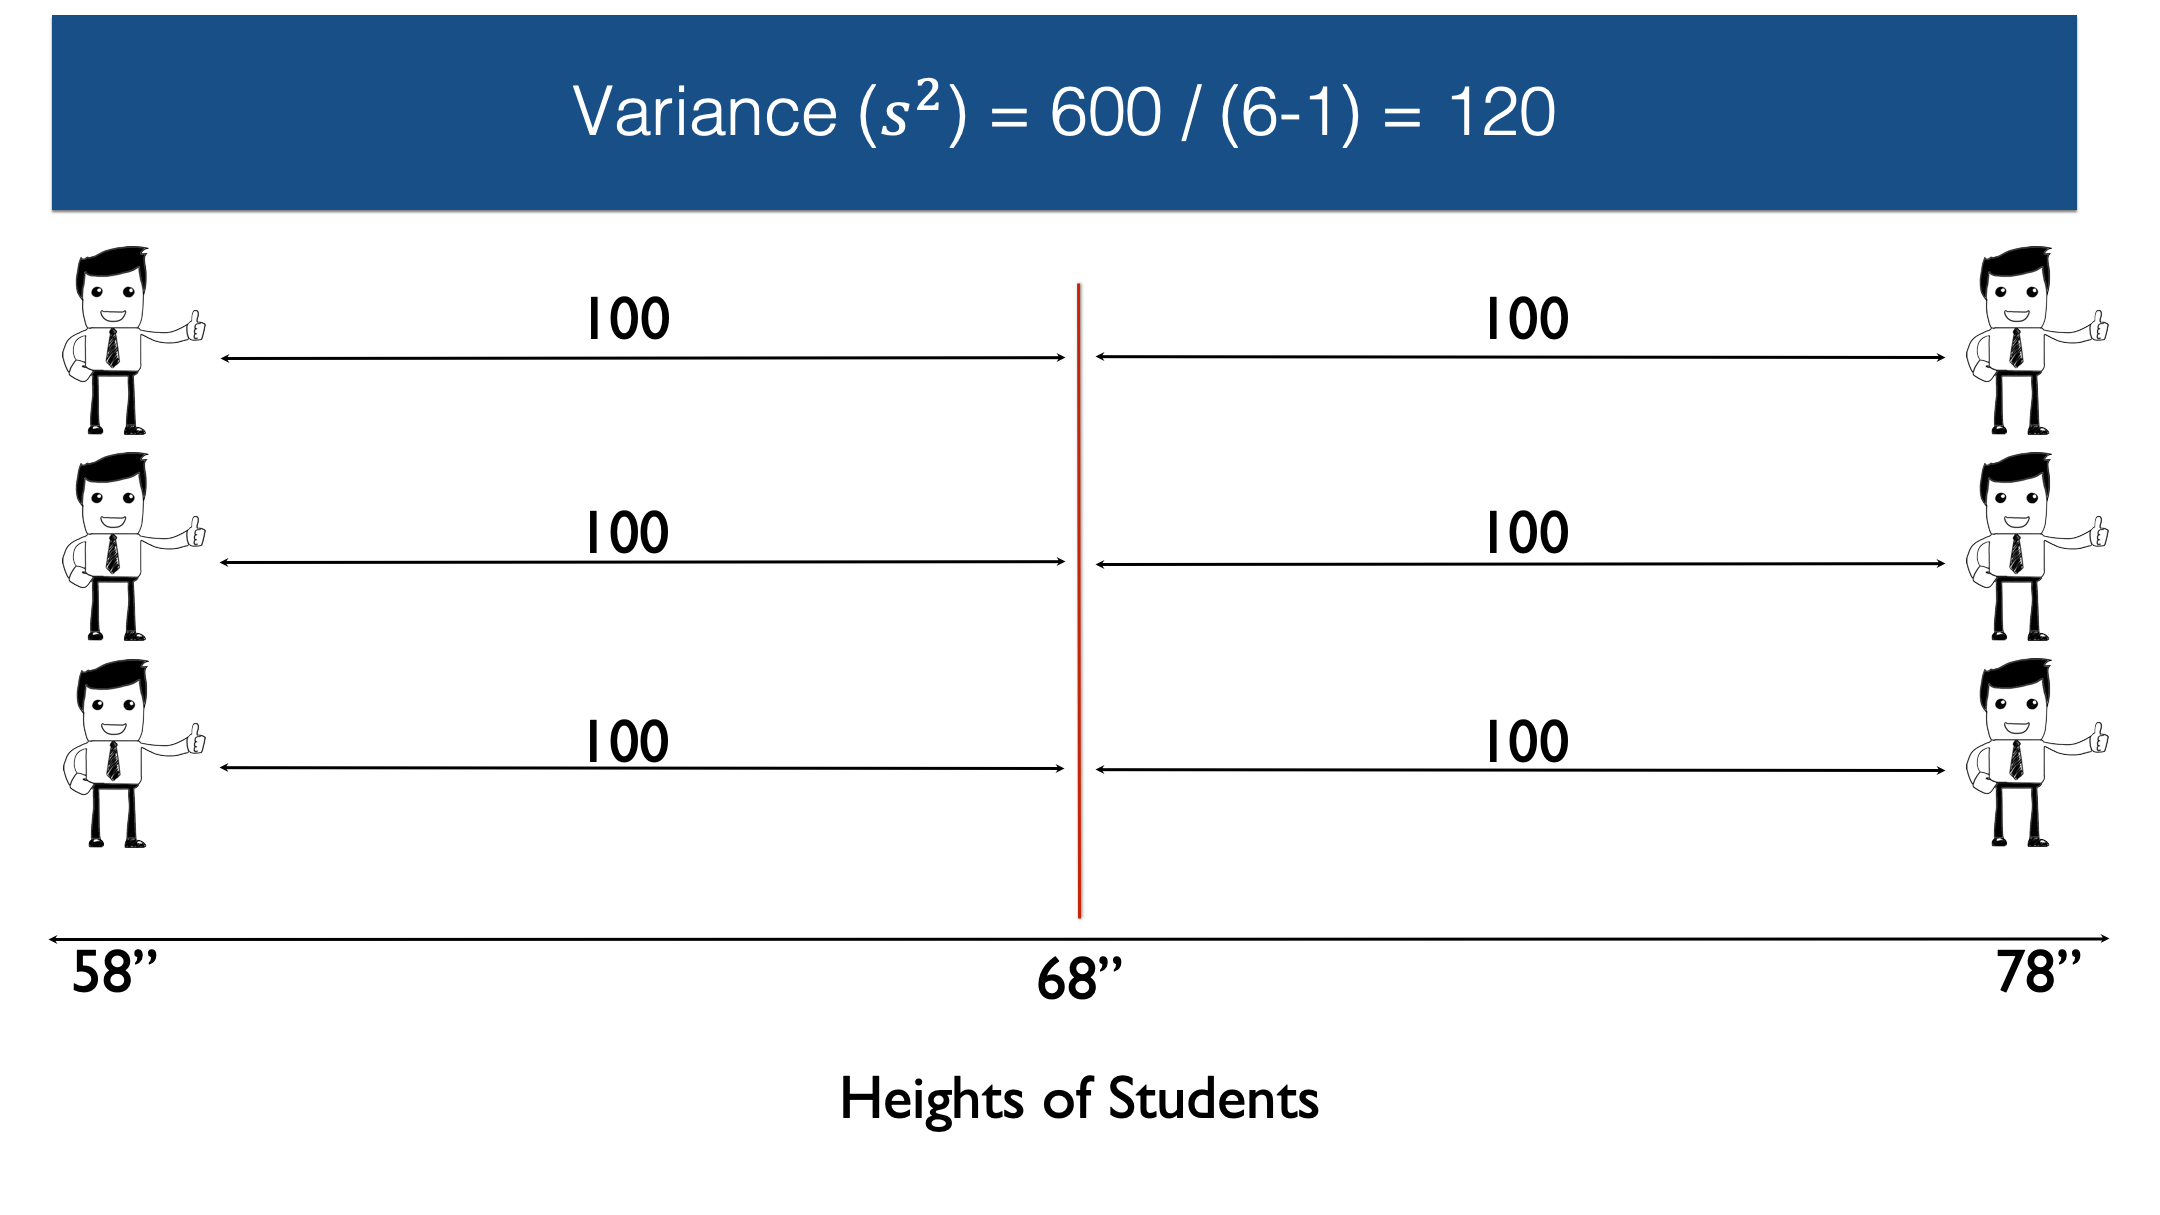 Variance (s²) = 600 / (6-1) = 120
100 100
100 100
100 100
58” 68” 78”
Heights of Students